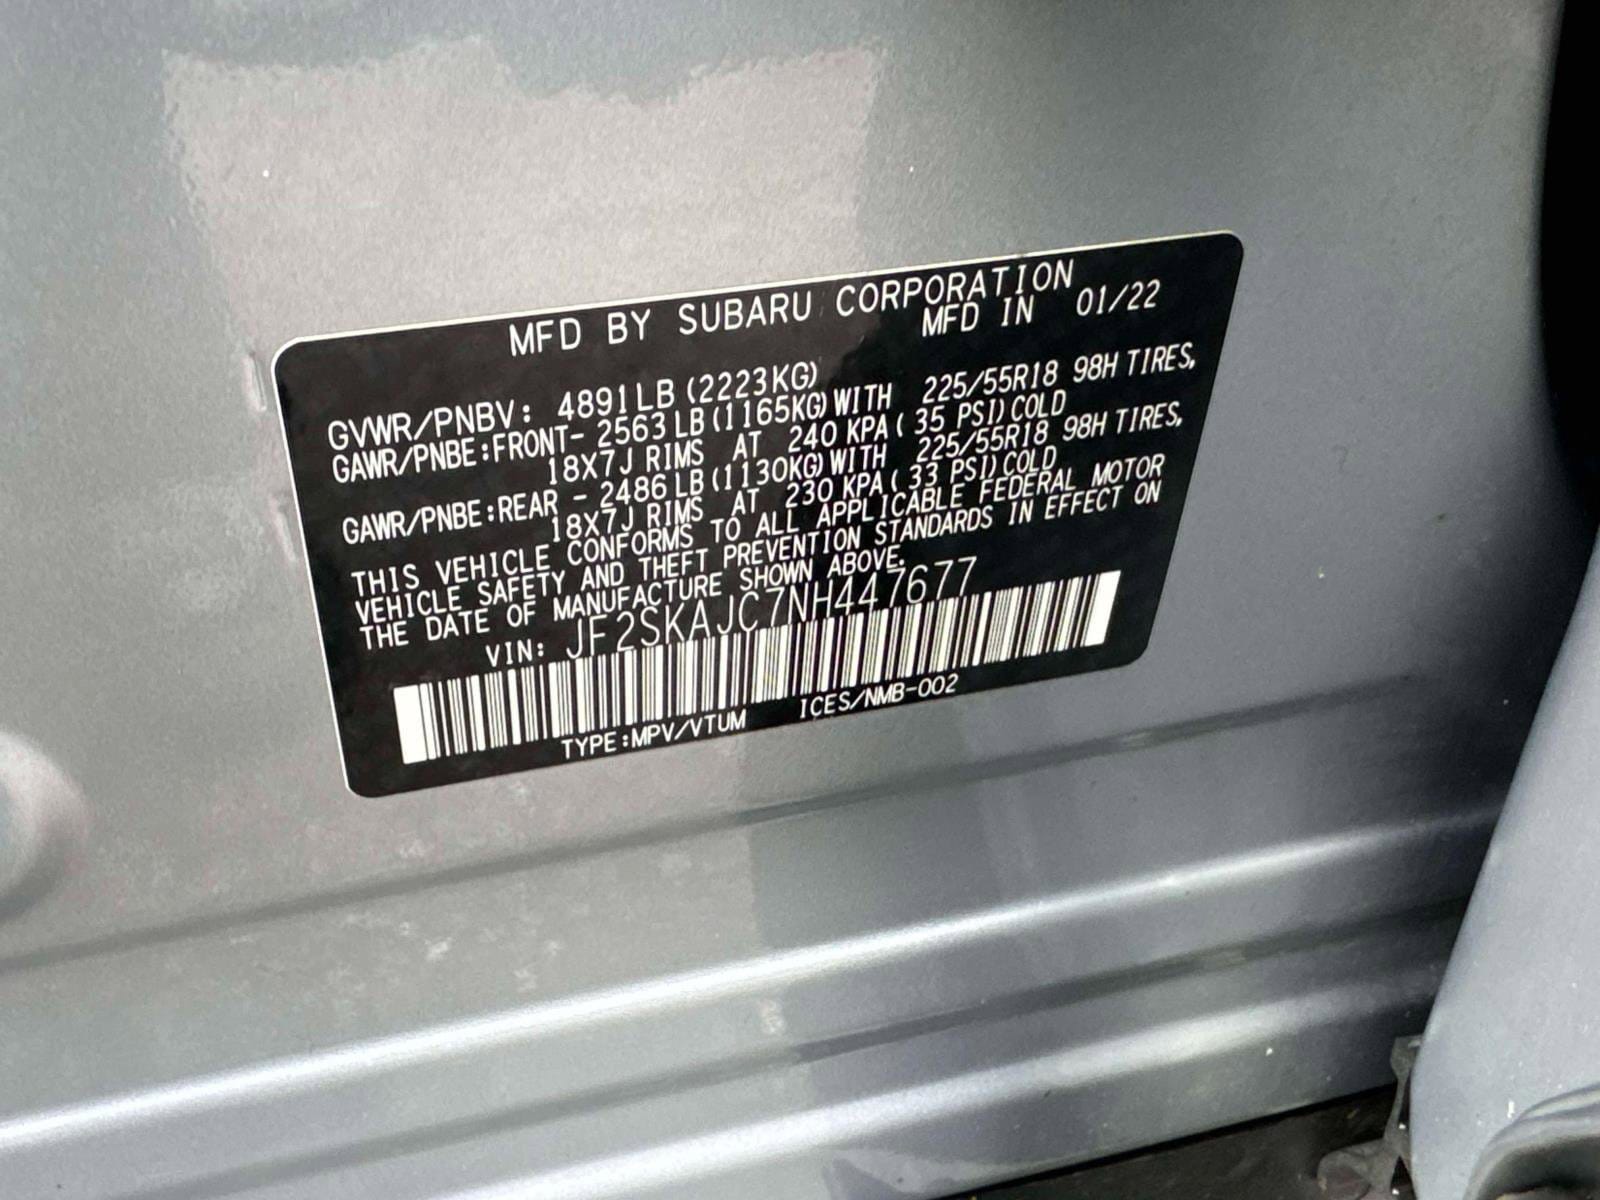 MFD BY SUBARU CORPORATION
MFD IN 01/22
GVWR/PNBV: 4891LB(2223KG)
GAWR/PNBE:FRONT- 2563LB(1165KG)WITH 225/55R18 98H TIRES,
18X7J RIMS AT 240 KPA( 35 PSI)COLD
GAWR/PNBE:REAR - 2486LB(1130KG)WITH 225/55R18 98H TIRES,
18X7J RIMS AT 230 KPA( 33 PSI)COLD
THIS VEHICLE CONFORMS TO ALL APPLICABLE FEDERAL MOTOR
VEHICLE SAFETY AND THEFT PREVENTION STANDARDS IN EFFECT ON
THE DATE OF MANUFACTURE SHOWN ABOVE.
VIN: JF2SKAJC7NH447677
TYPE:MPV/VTUM ICES/NMB-002